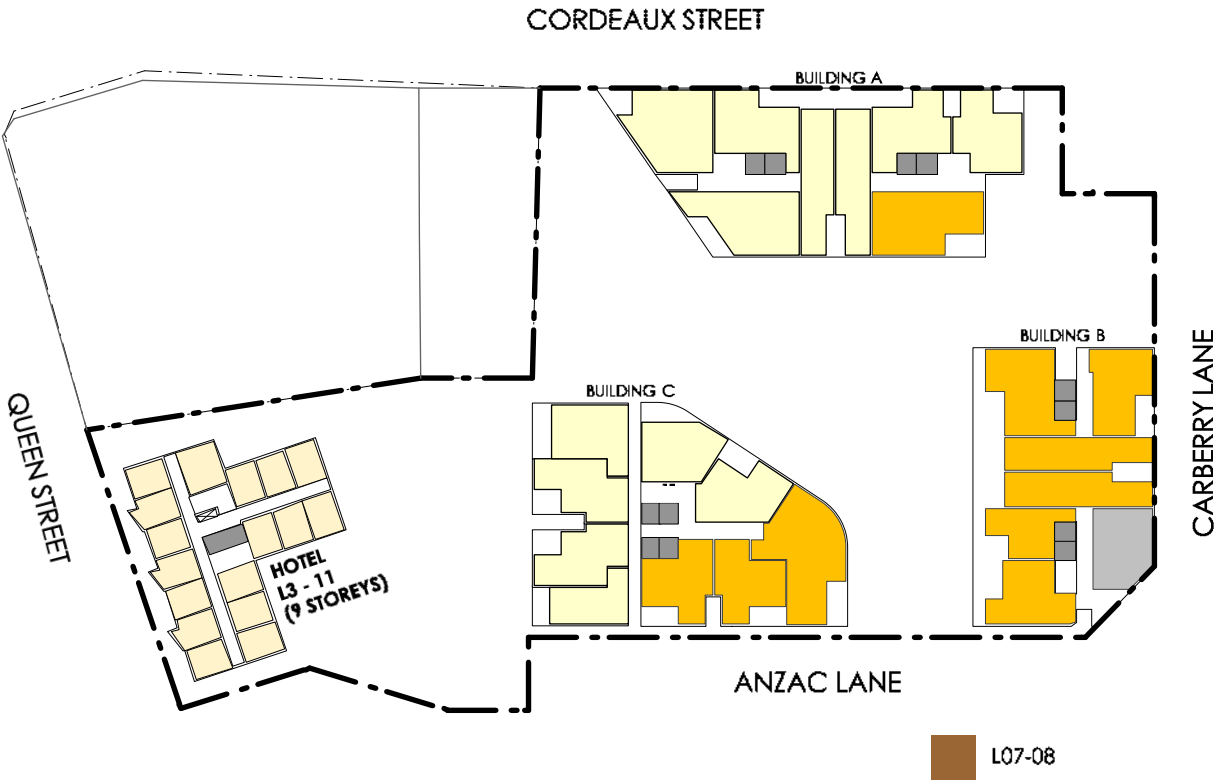 CORDEAUX STREET
BUILDING A
BUILDING B
BUILDING C
QUEEN STREET
CARBERRY LANE
HOTEL
L3 - 11
(9 STOREYS)
ANZAC LANE
L07-08